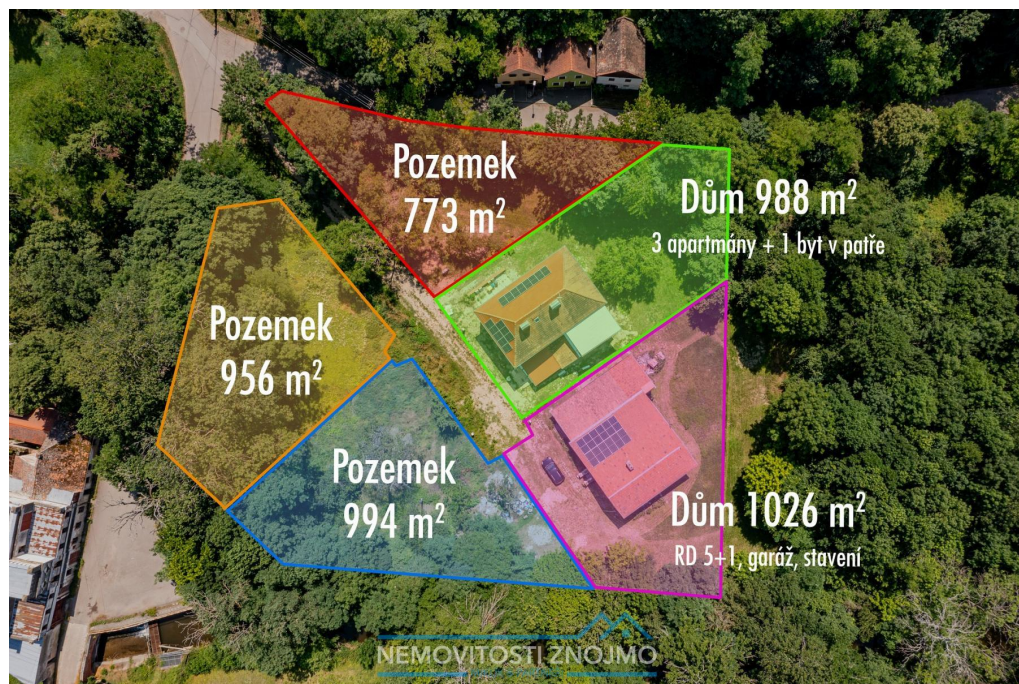 Pozemek
773 m²
Dům 988 m²
3 apartmány + 1 byt v patře
Pozemek
956 m²
Pozemek
994 m²
Dům 1026 m²
RD 5+1, garáž, stavení
NEMOVITOSTI ZNOJMO